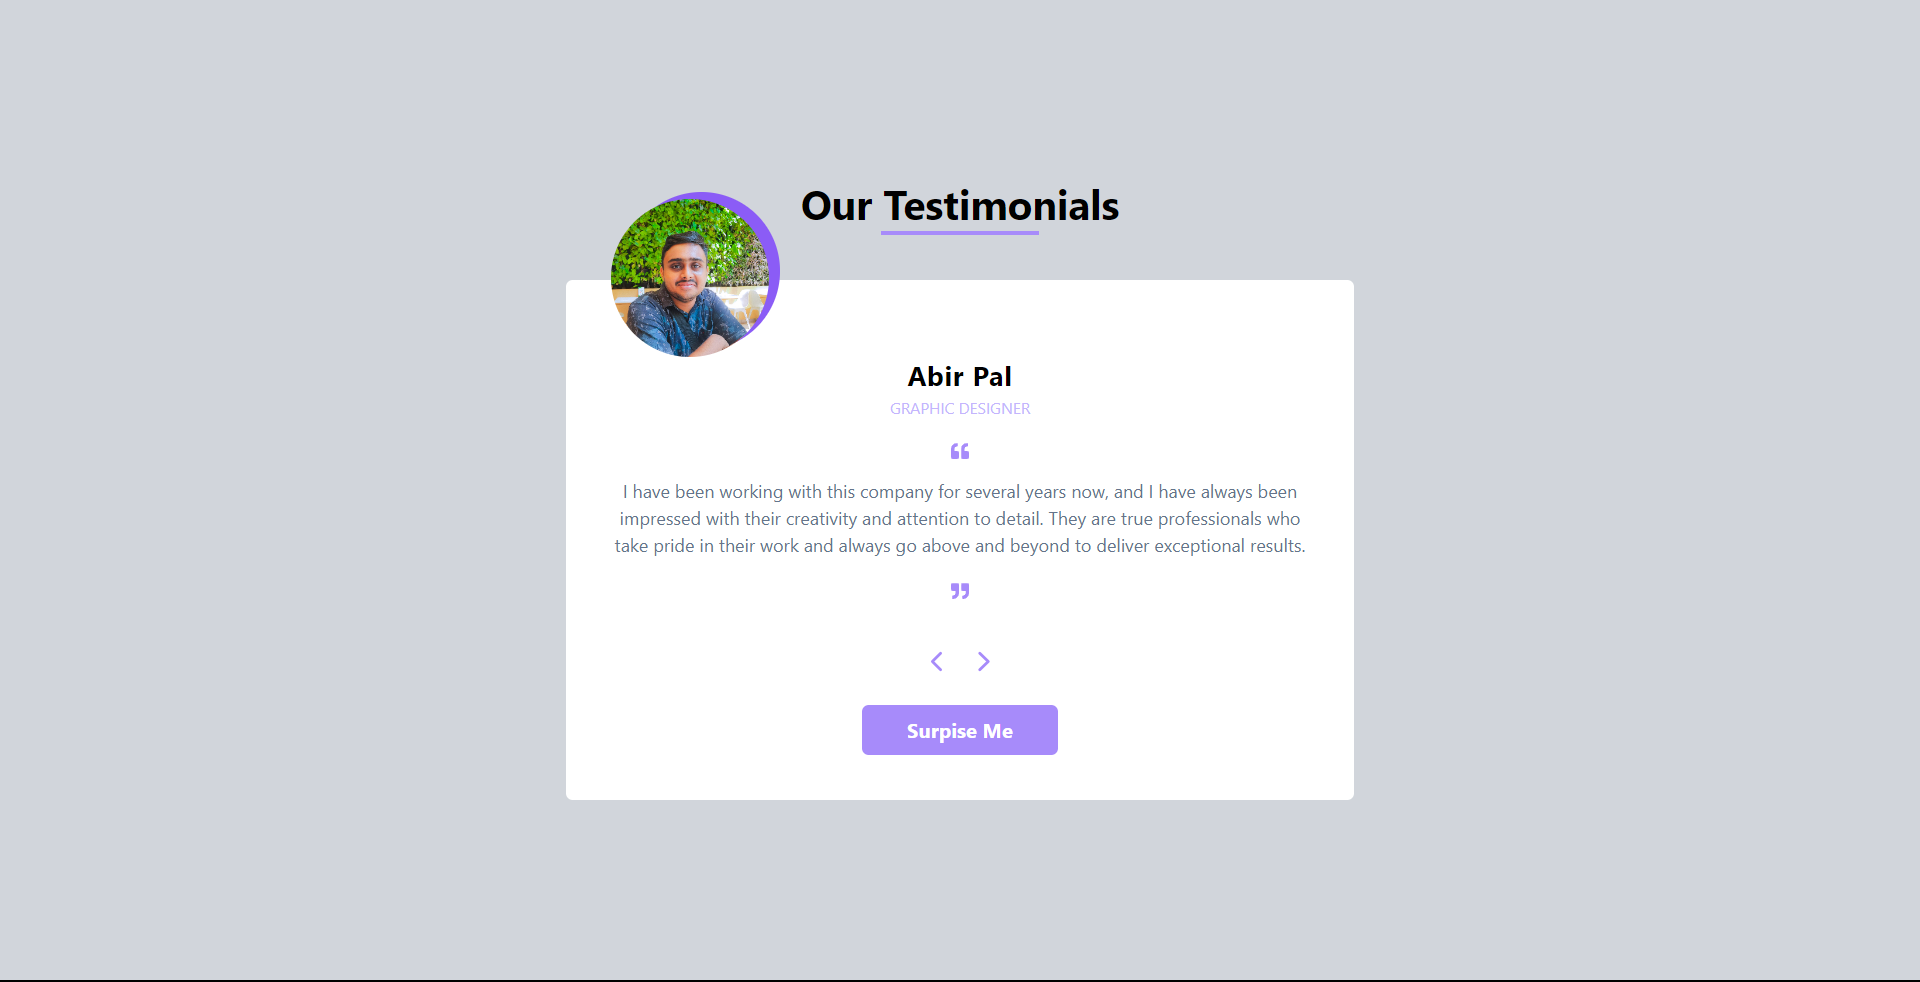 Our Testimonials
Abir Pal
GRAPHIC DESIGNER
❝
I have been working with this company for several years now, and I have always been
impressed with their creativity and attention to detail. They are true professionals who
take pride in their work and always go above and beyond to deliver exceptional results.
❞
Surpise Me